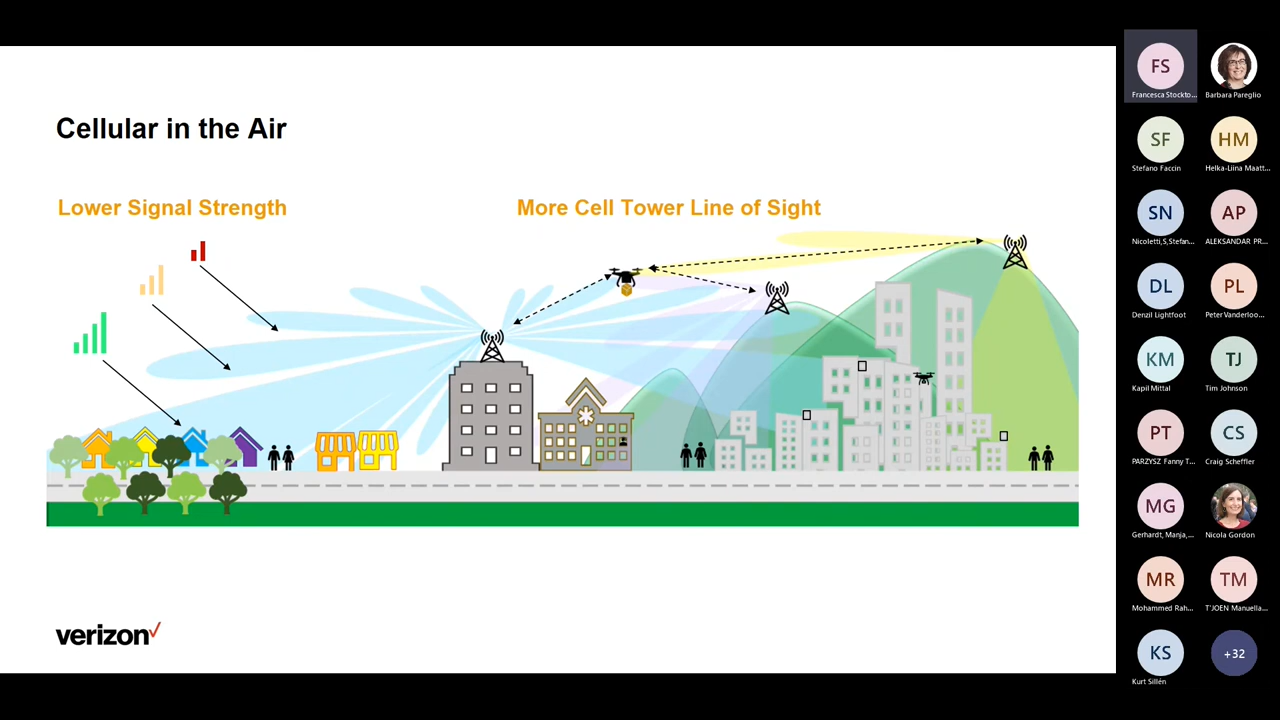 Cellular in the Air
Lower Signal Strength
More Cell Tower Line of Sight
verizon
FS
Francesca Stockto...
Barbara Pareglio
SF
Stefano Faccin
HM
Helka-Liina Maatt...
SN
Nicoletti,S,Stefan...
AP
ALEKSANDAR PR...
DL
Denzil Lightfoot
PL
Peter Vanderloo...
KM
Kapil Mittal
TJ
Tim Johnson
PT
PARZYSZ Fanny T...
CS
Craig Scheffler
MG
Gerhardt, Manja,...
Nicola Gordon
MR
Mohammed Rah...
TM
T'JOEN Manuella...
KS
Kurt Sillén
+32